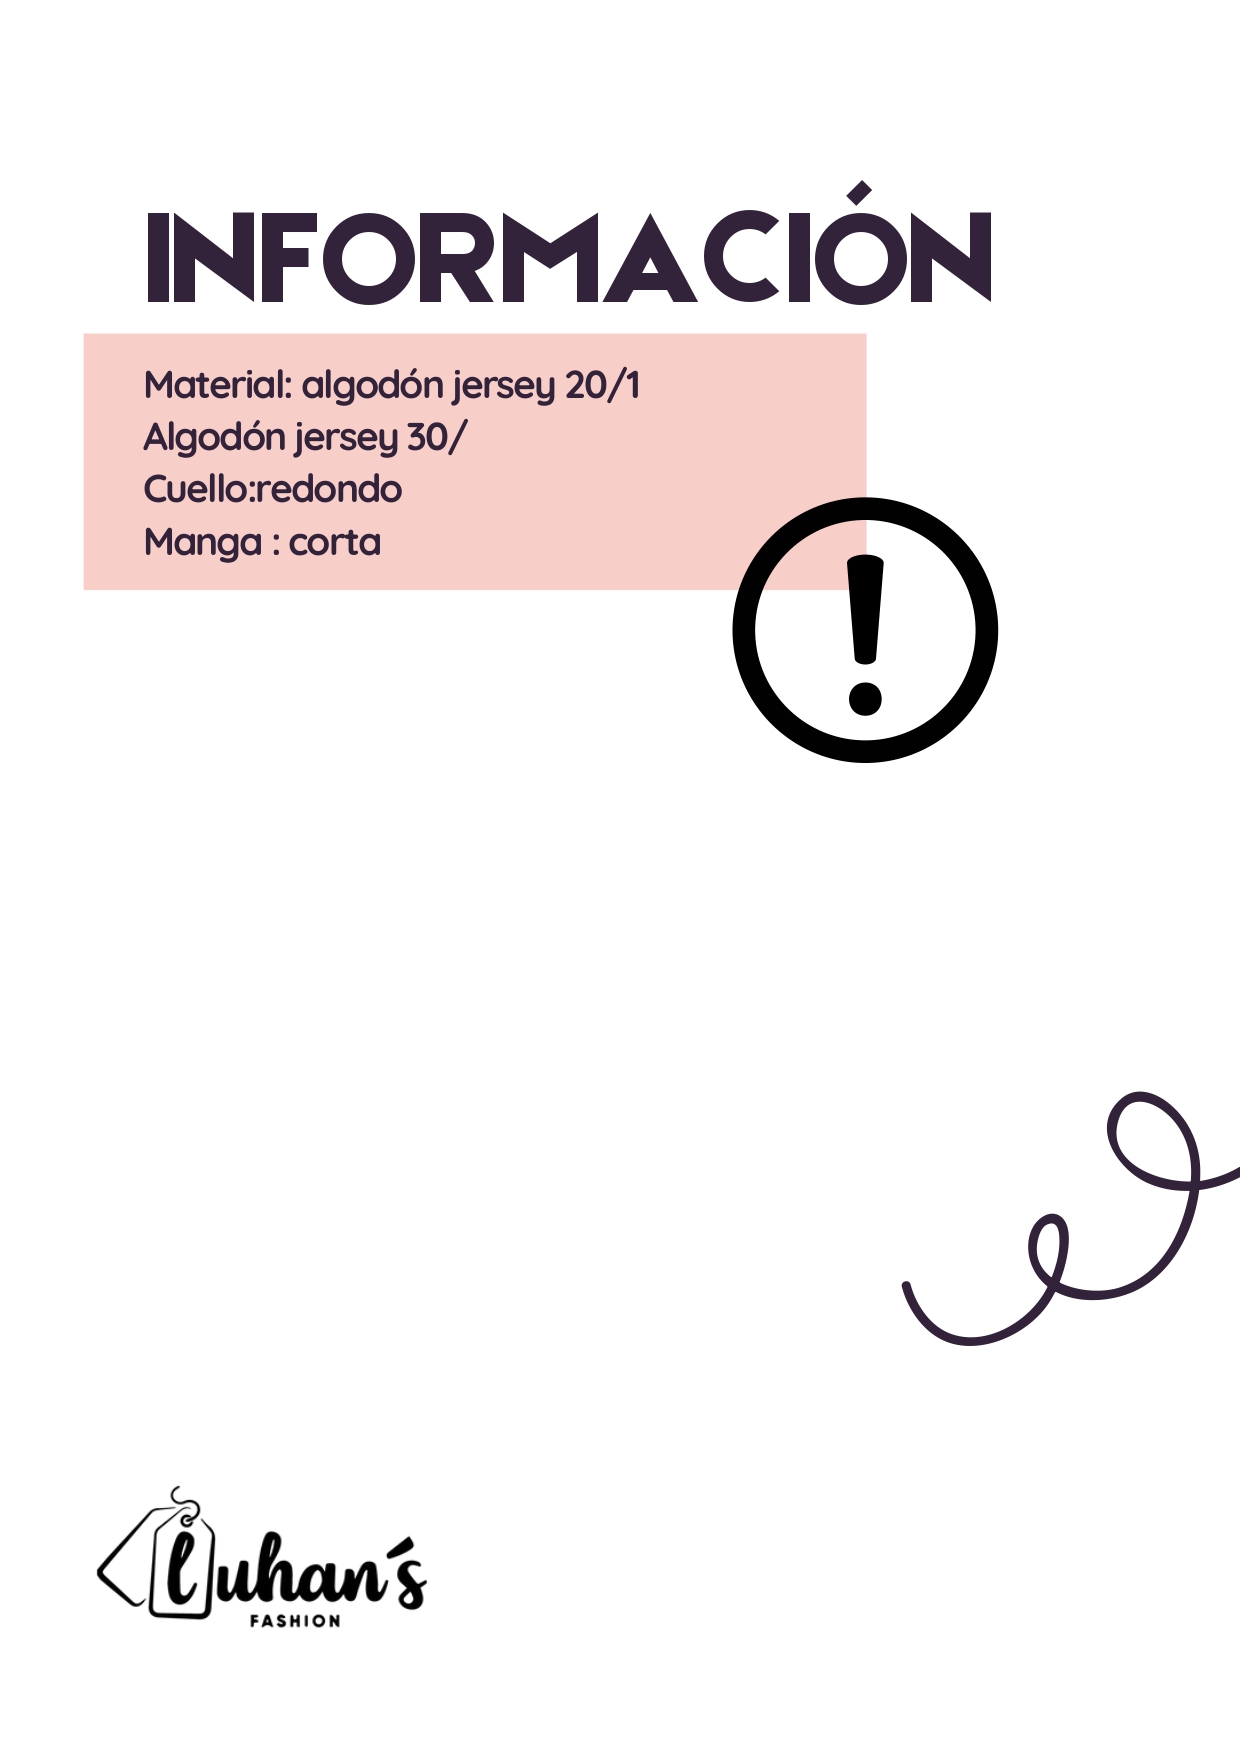 INFORMACIÓN
Material: algodón jersey 20/1
Algodón jersey 30/
Cuello:redondo
Manga : corta
!
Luhan´s
FASHION